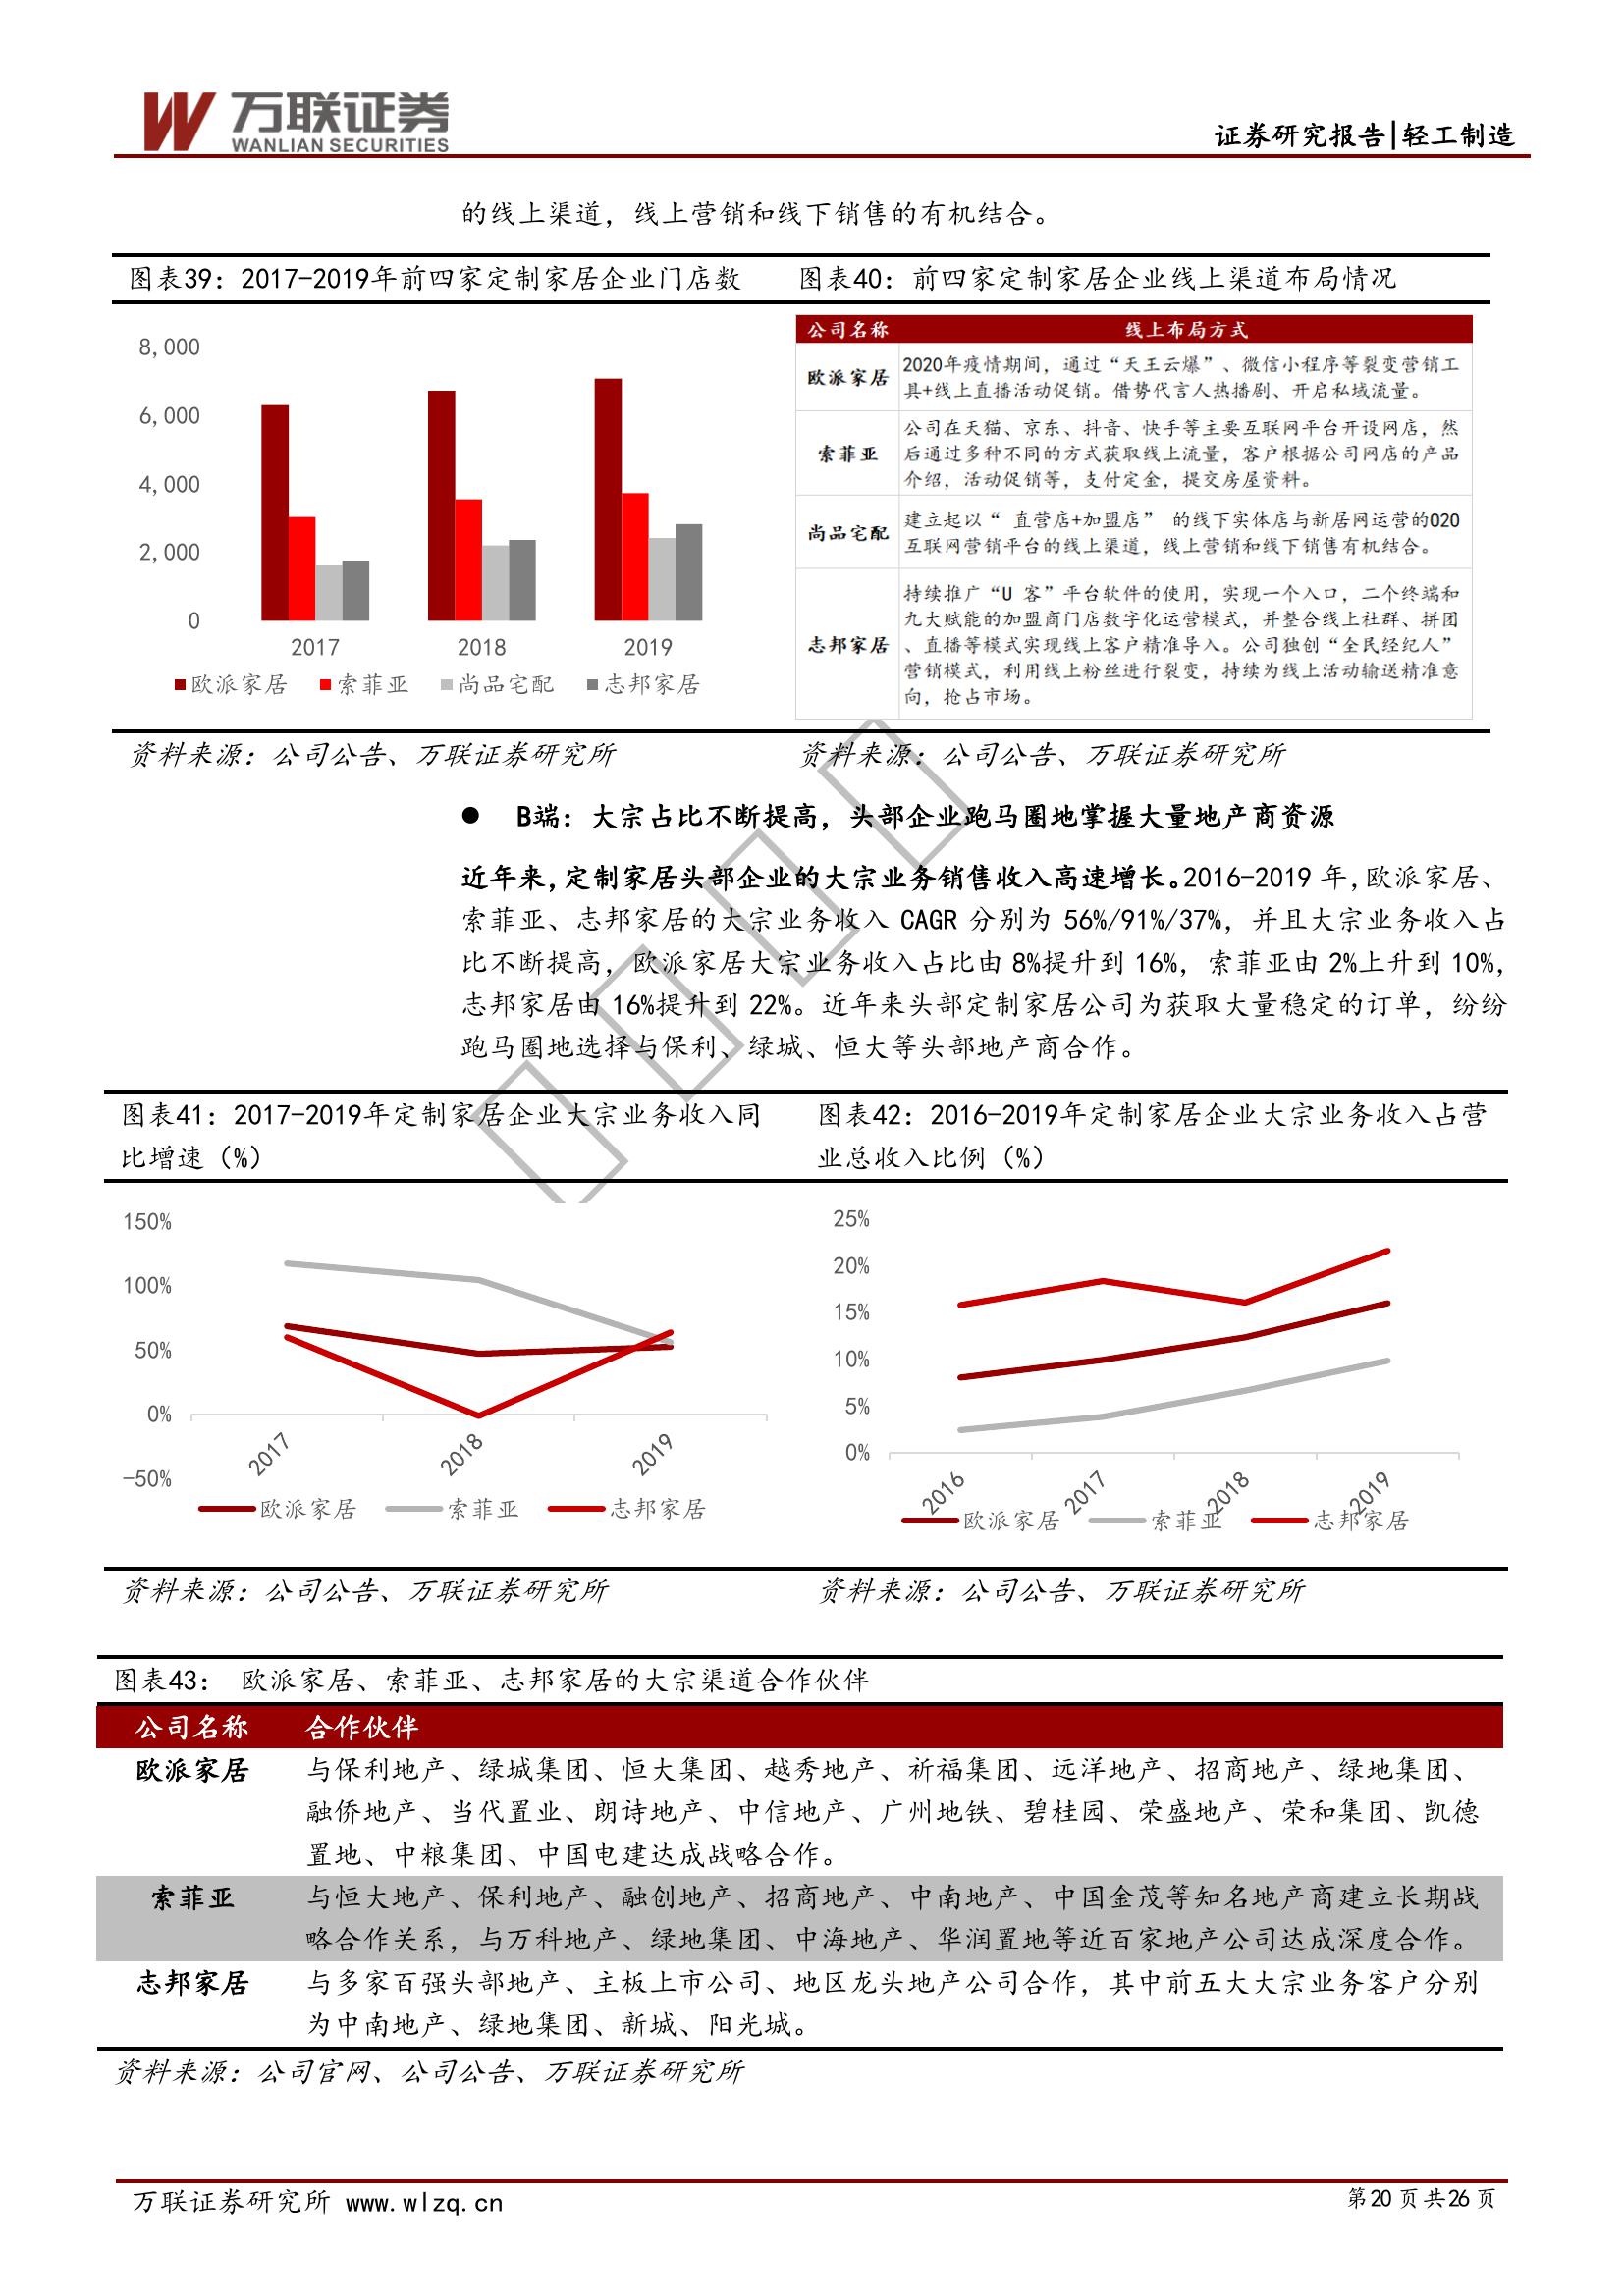 万联证券
WANLIAN SECURITIES
证券研究报告|轻工制造
的线上渠道，线上营销和线下销售的有机结合。
图表39：2017-2019年前四家定制家居企业门店数
8,000
6,000
4,000
2,000
0
2017 2018 2019
欧派家居 索菲亚 尚品宅配 志邦家居
资料来源：公司公告、万联证券研究所
图表40：前四家定制家居企业线上渠道布局情况
公司名称 线上布局方式
欧派家居
2020年疫情期间，通过“天王云爆”、微信小程序等裂变营销工
具+线上直播活动促销。借势代言人热播剧、开启私域流量。
索菲亚
公司在天猫、京东、抖音、快手等主要互联网平台开设网店，然
后通过多种不同的方式获取线上流量，客户根据公司网店的产品
介绍，活动促销等，支付定金，提交房屋资料。
尚品宅配
建立起以“ 直营店+加盟店” 的线下实体店与新居网运营的O2O
互联网营销平台的线上渠道，线上营销和线下销售有机结合。
志邦家居
持续推广“U 客”平台软件的使用，实现一个入口，二个终端和
九大赋能的加盟商门店数字化运营模式，并整合线上社群、拼团
、直播等模式实现线上客户精准导入。公司独创“全民经纪人”
营销模式，利用线上粉丝进行裂变，持续为线上活动输送精准意
向，抢占市场。
资料来源：公司公告、万联证券研究所
● B端：大宗占比不断提高，头部企业跑马圈地掌握大量地产商资源
近年来，定制家居头部企业的大宗业务销售收入高速增长。2016-2019 年，欧派家居、
索菲亚、志邦家居的大宗业务收入 CAGR 分别为 56%/91%/37%，并且大宗业务收入占
比不断提高，欧派家居大宗业务收入占比由 8%提升到 16%，索菲亚由 2%上升到 10%，
志邦家居由 16%提升到 22%。近年来头部定制家居公司为获取大量稳定的订单，纷纷
跑马圈地选择与保利、绿城、恒大等头部地产商合作。
图表41：2017-2019年定制家居企业大宗业务收入同
比增速（%）
150%
100%
50%
0%
-50%
2017 2018 2019
欧派家居 索菲亚 志邦家居
资料来源：公司公告、万联证券研究所
图表42：2016-2019年定制家居企业大宗业务收入占营
业总收入比例（%）
25%
20%
15%
10%
5%
0%
2016 2017 2018 2019
欧派家居 索菲亚 志邦家居
资料来源：公司公告、万联证券研究所
图表43： 欧派家居、索菲亚、志邦家居的大宗渠道合作伙伴
公司名称 合作伙伴
欧派家居 与保利地产、绿城集团、恒大集团、越秀地产、祈福集团、远洋地产、招商地产、绿地集团、
融侨地产、当代置业、朗诗地产、中信地产、广州地铁、碧桂园、荣盛地产、荣和集团、凯德
置地、中粮集团、中国电建达成战略合作。
索菲亚 与恒大地产、保利地产、融创地产、招商地产、中南地产、中国金茂等知名地产商建立长期战
略合作关系，与万科地产、绿地集团、中海地产、华润置地等近百家地产公司达成深度合作。
志邦家居 与多家百强头部地产、主板上市公司、地区龙头地产公司合作，其中前五大大宗业务客户分别
为中南地产、绿地集团、新城、阳光城。
资料来源：公司官网、公司公告、万联证券研究所
万联证券研究所 www.wlzq.cn
第20 页 共26 页